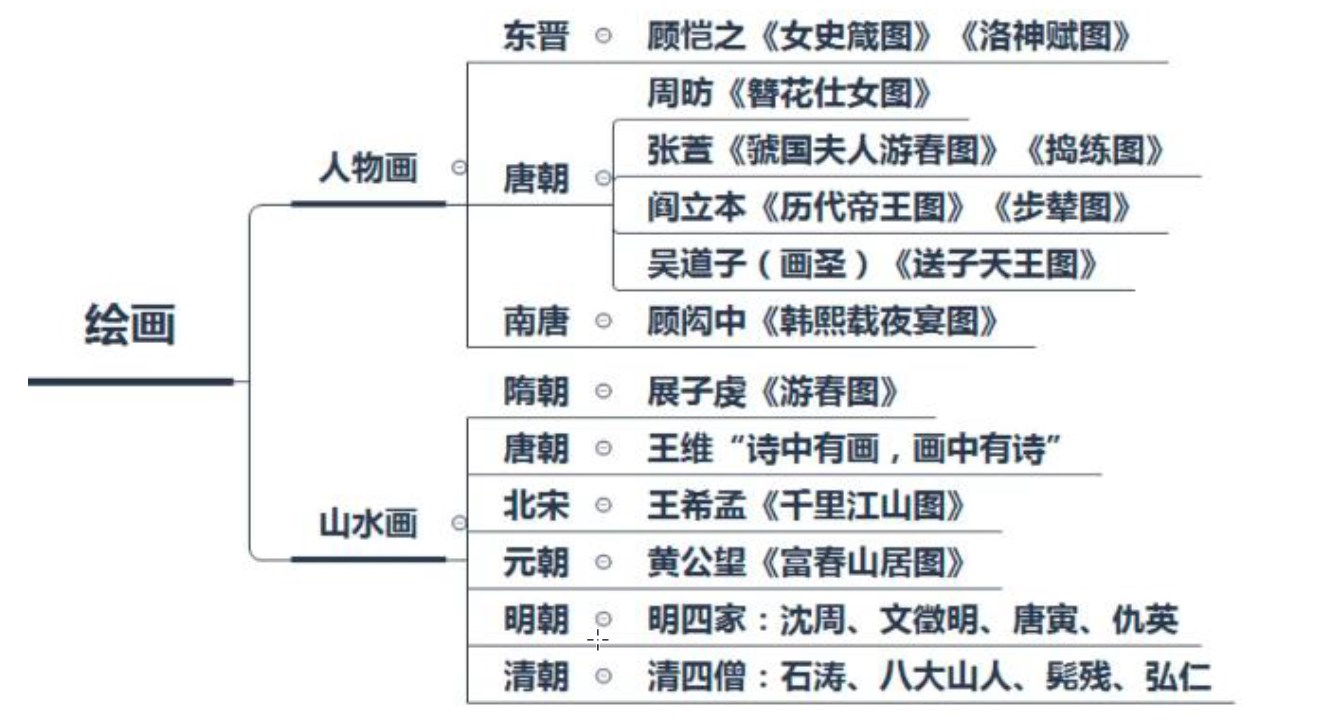 绘画
人物画
东晋 顾恺之《女史箴图》《洛神赋图》
唐朝
周昉《簪花仕女图》
张萱《虢国夫人游春图》《捣练图》
阎立本《历代帝王图》《步辇图》
吴道子（画圣）《送子天王图》
南唐 顾闳中《韩熙载夜宴图》
山水画
隋朝 展子虔《游春图》
唐朝 王维“诗中有画，画中有诗”
北宋 王希孟《千里江山图》
元朝 黄公望《富春山居图》
明朝 明四家：沈周、文徵明、唐寅、仇英
清朝 清四僧：石涛、八大山人、髡残、弘仁